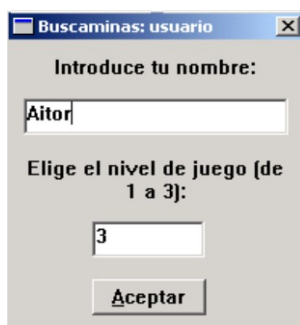 Buscaminas: usuario
Introduce tu nombre:
Aitor
Elige el nivel de juego (de
1 a 3):
3
Aceptar